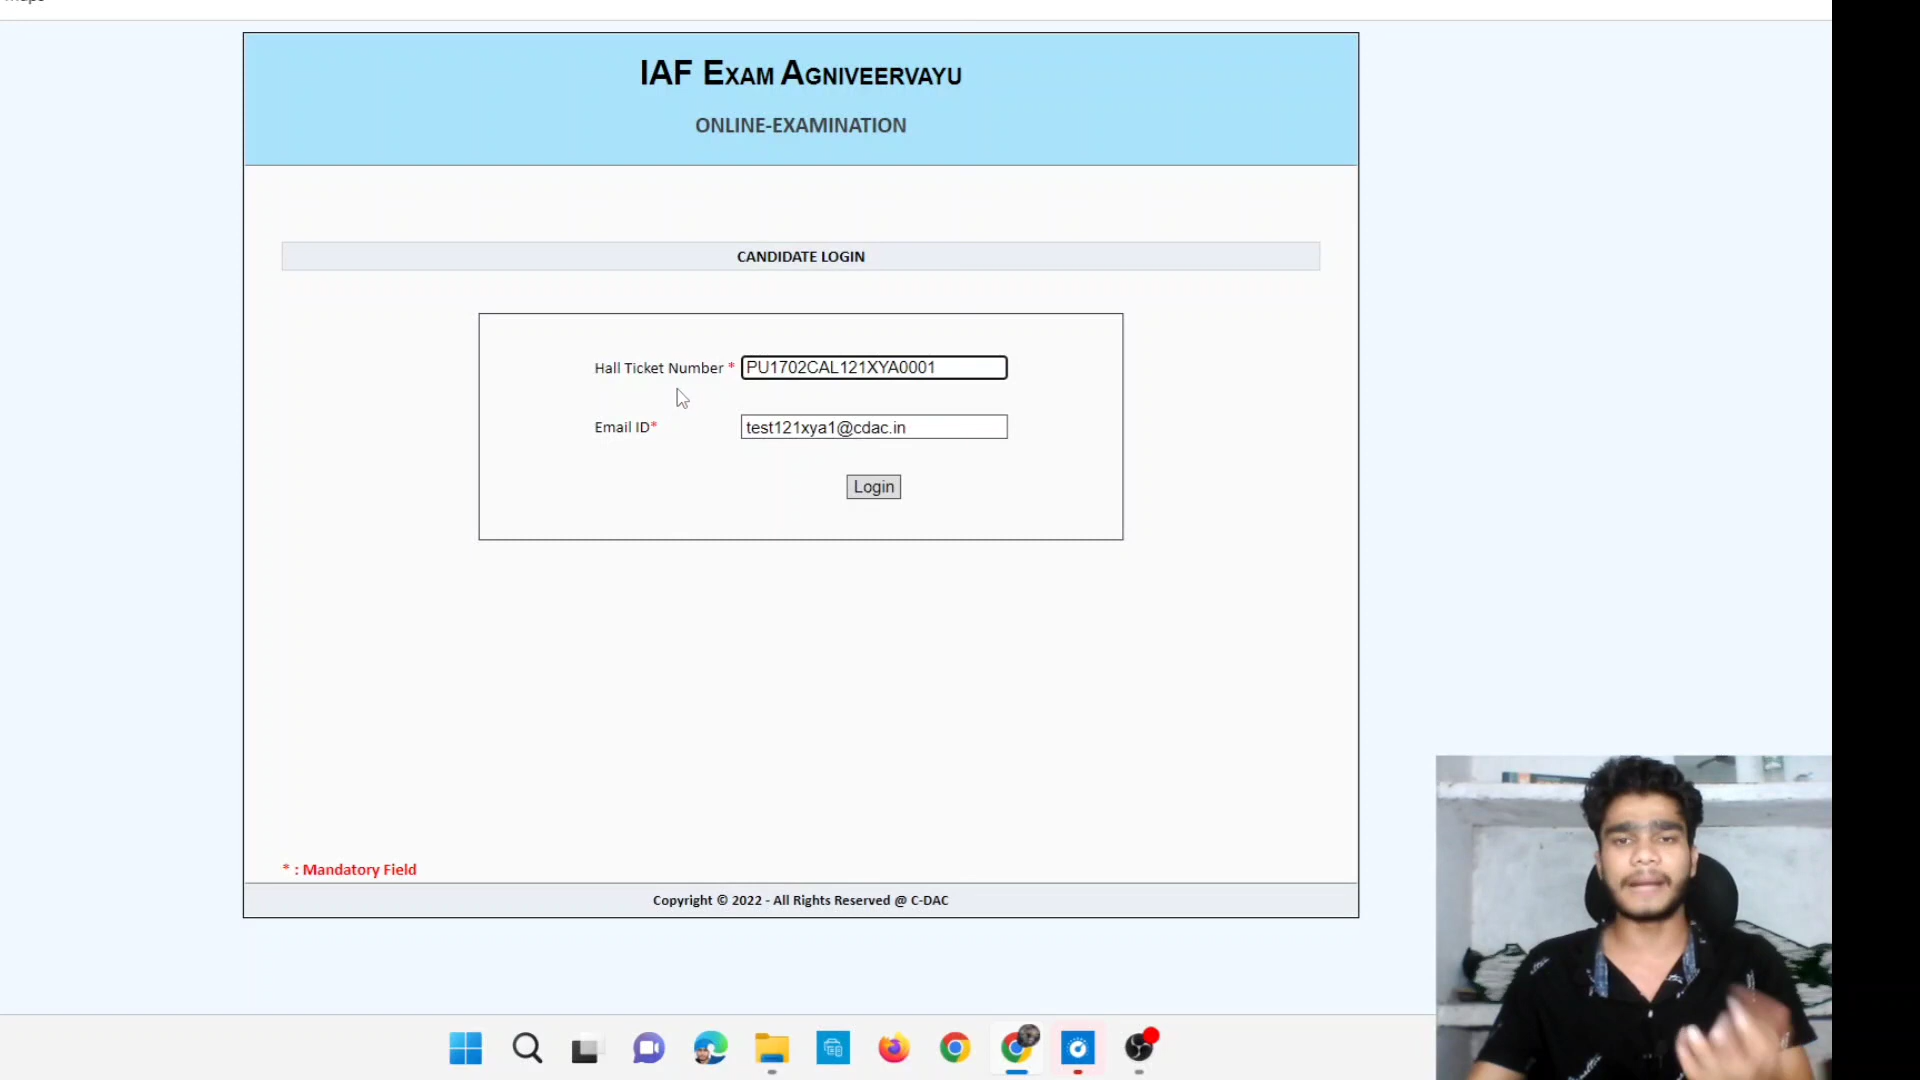 IAF EXAM AGNIVEERVAYU
ONLINE-EXAMINATION
CANDIDATE LOGIN
Hall Ticket Number * PU1702CAL121XYA0001
Email ID* test121xya1@cdac.in
Login
* : Mandatory Field
Copyright © 2022 - All Rights Reserved @ C-DAC